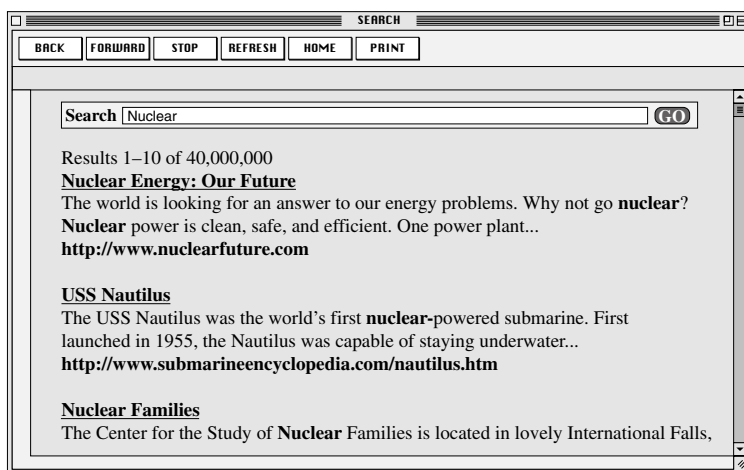 SEARCH
BACK FORWARD STOP REFRESH HOME PRINT
Search Nuclear GO
Results 1–10 of 40,000,000
Nuclear Energy: Our Future
The world is looking for an answer to our energy problems. Why not go nuclear?
Nuclear power is clean, safe, and efficient. One power plant...
http://www.nuclearfuture.com
USS Nautilus
The USS Nautilus was the world’s first nuclear-powered submarine. First
launched in 1955, the Nautilus was capable of staying underwater...
http://www.submarineencyclopedia.com/nautilus.htm
Nuclear Families
The Center for the Study of Nuclear Families is located in lovely International Falls,